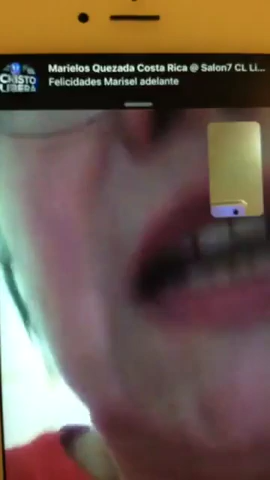 Marielos Quezada Costa Rica @ Salon7 CL Li...
CRISTO
LIBERA
Felicidades Marisel adelante